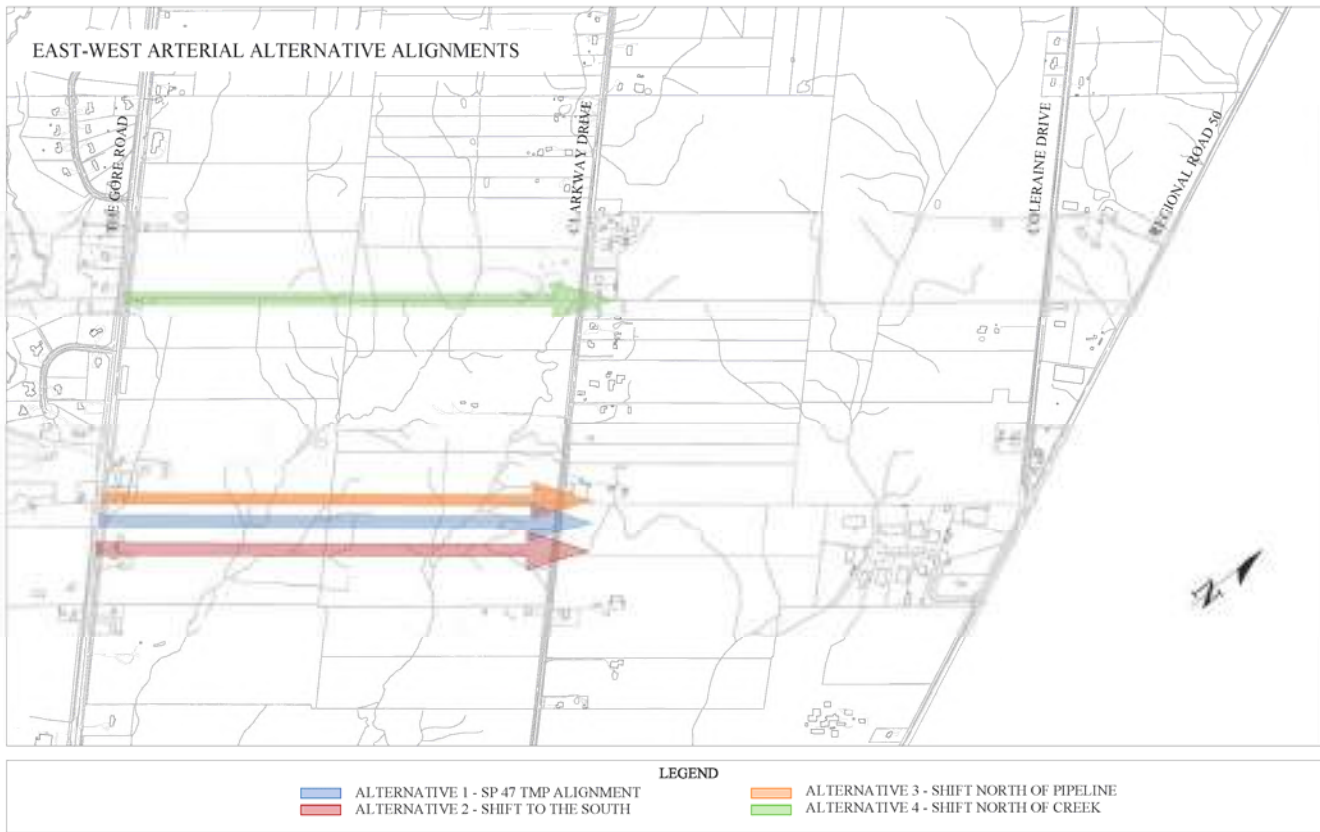 EAST-WEST ARTERIAL ALTERNATIVE ALIGNMENTS
THE GORE ROAD
CLARKWAY DRIVE
COLERAINE DRIVE
REGIONAL ROAD 50
N
LEGEND
ALTERNATIVE 1 - SP 47 TMP ALIGNMENT
ALTERNATIVE 2 - SHIFT TO THE SOUTH
ALTERNATIVE 3 - SHIFT NORTH OF PIPELINE
ALTERNATIVE 4 - SHIFT NORTH OF CREEK